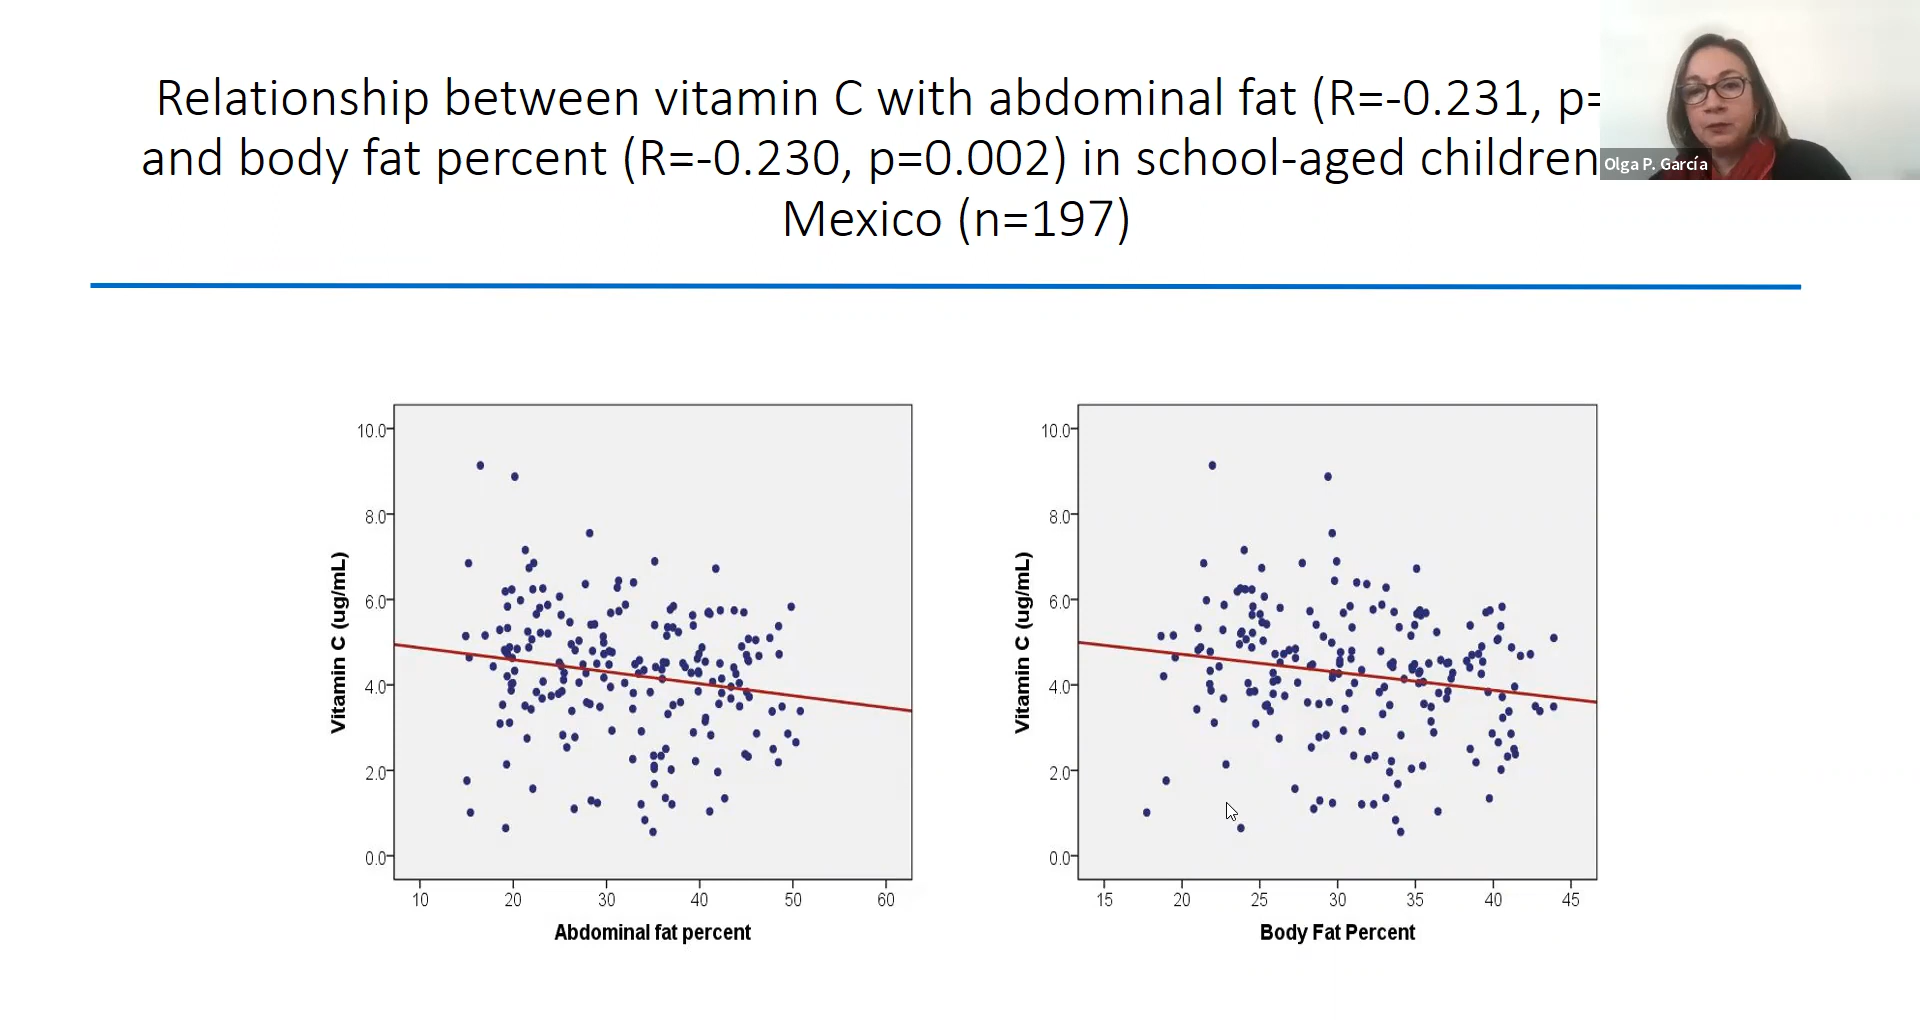 Relationship between vitamin C with abdominal fat (R=-0.231, p=
and body fat percent (R=-0.230, p=0.002) in school-aged children
Mexico (n=197)
Olga P. García
10.0
8.0
6.0
4.0
2.0
0.0
Vitamin C (ug/mL)
10 20 30 40 50 60
Abdominal fat percent
10.0
8.0
6.0
4.0
2.0
0.0
Vitamin C (ug/mL)
15 20 25 30 35 40 45
Body Fat Percent